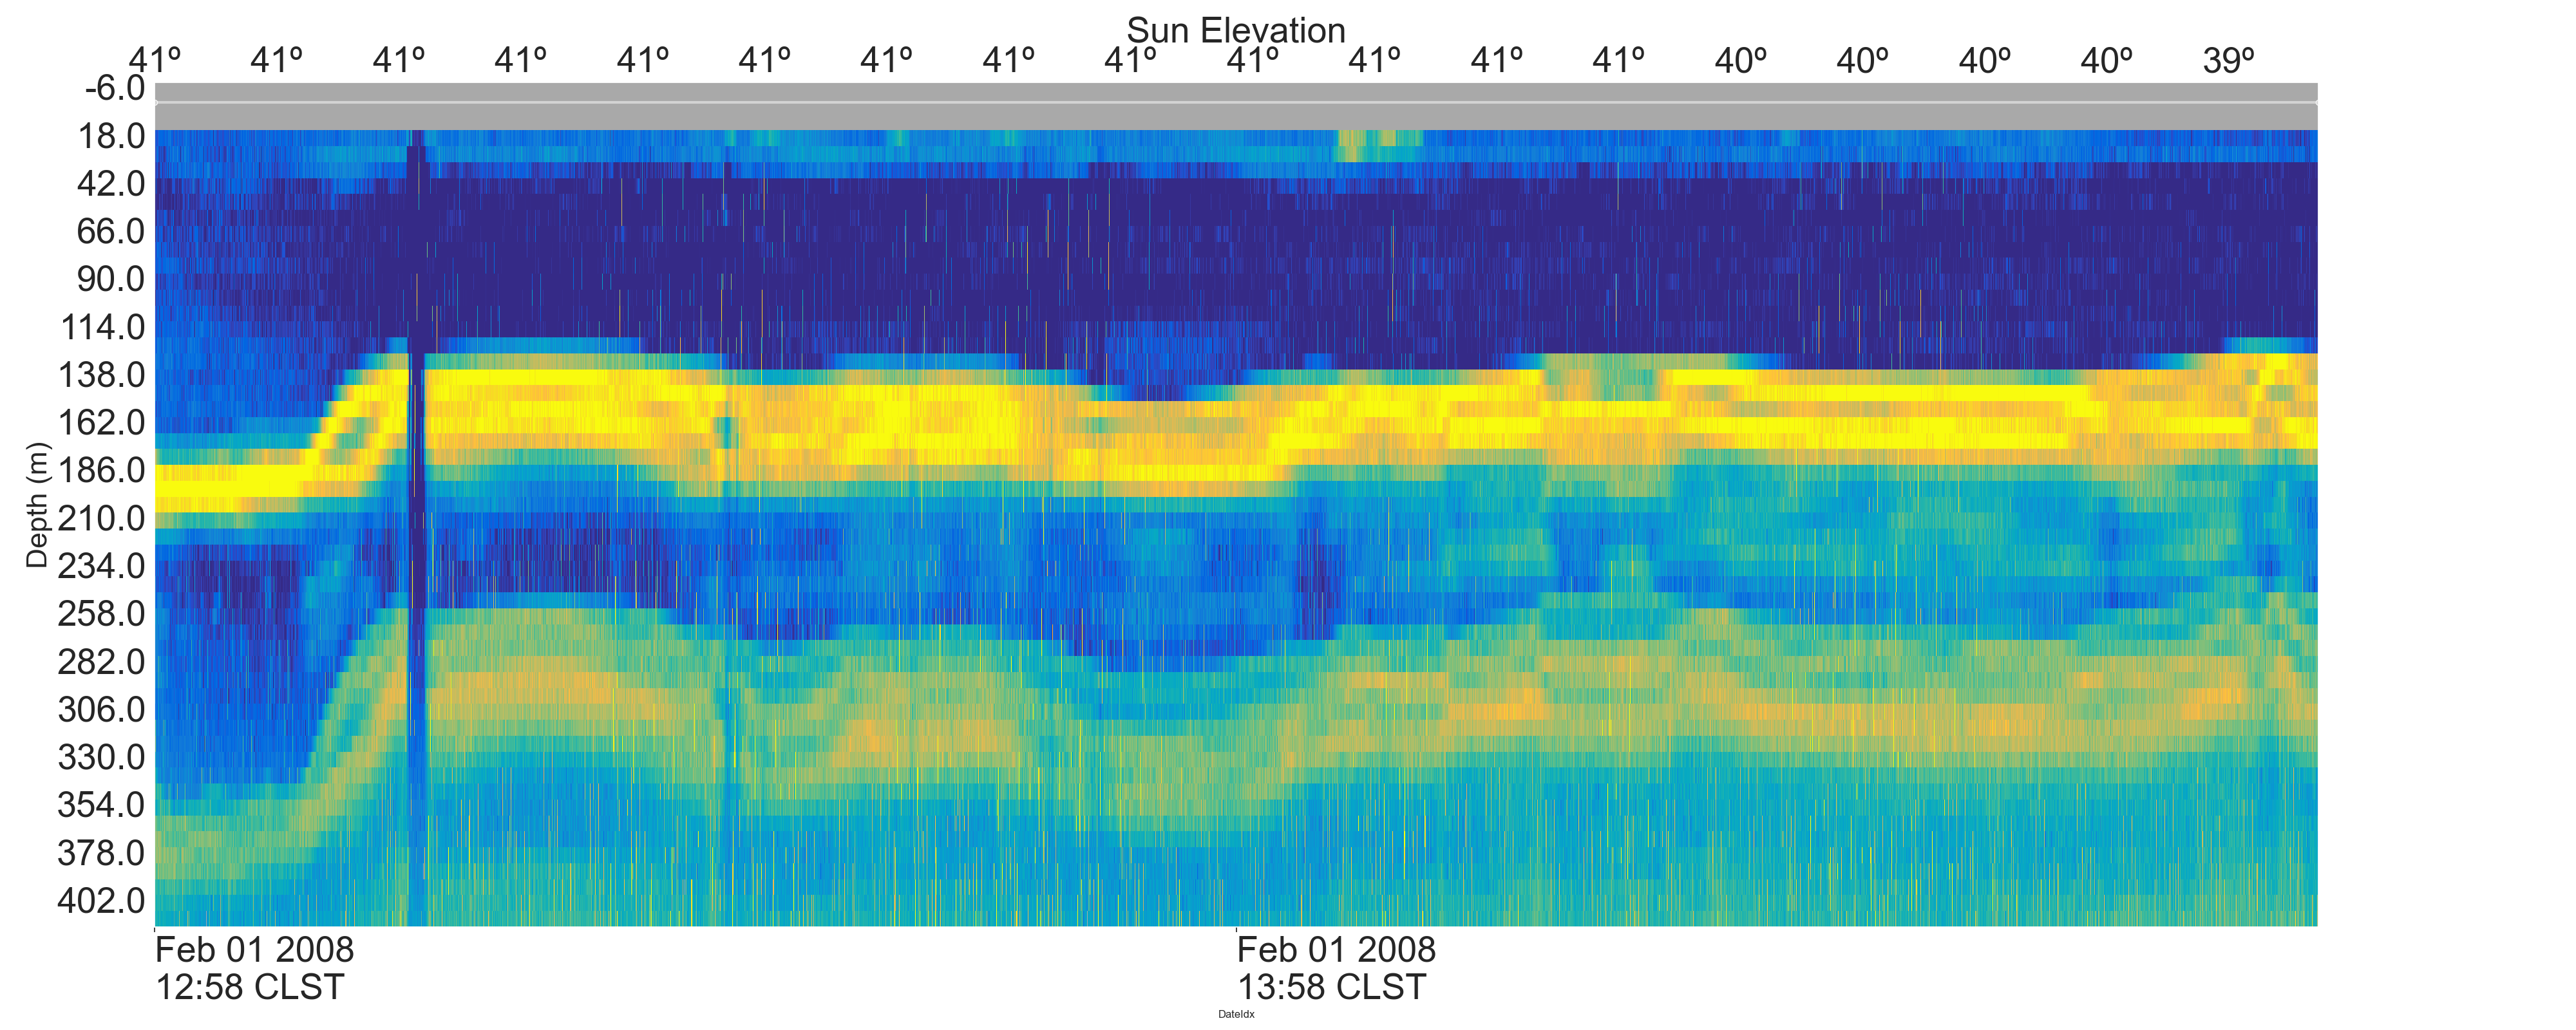 Sun Elevation
41º 41º 41º 41º 41º 41º 41º 41º 41º 41º 41º 41º 41º 40º 40º 40º 40º 39º
-6.0
18.0
42.0
66.0
90.0
114.0
138.0
162.0
186.0
210.0
234.0
258.0
282.0
306.0
330.0
354.0
378.0
402.0
Depth (m)
Feb 01 2008
12:58 CLST
Feb 01 2008
13:58 CLST
DateIdx